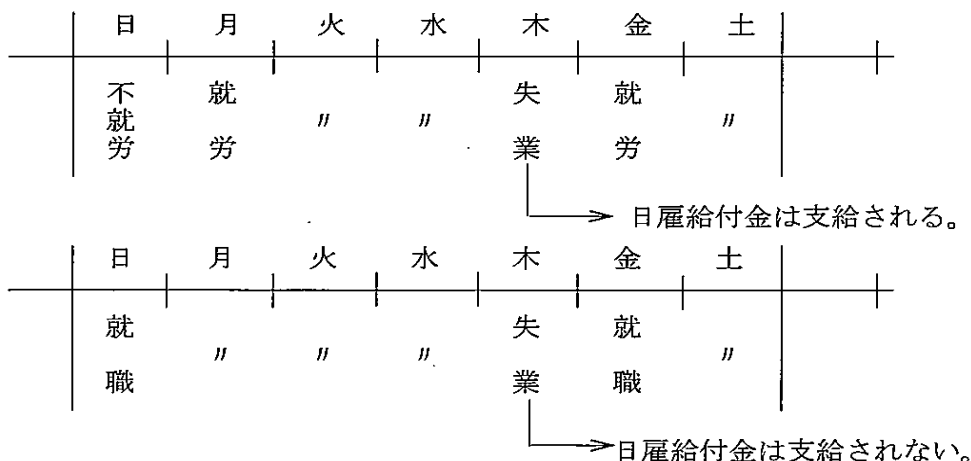 日 月 火 水 木 金 土
不就労 就労 〃 〃 失業 就労 〃
日雇給付金は支給される。
日 月 火 水 木 金 土
就職 〃 〃 〃 失業 就職 〃
日雇給付金は支給されない。